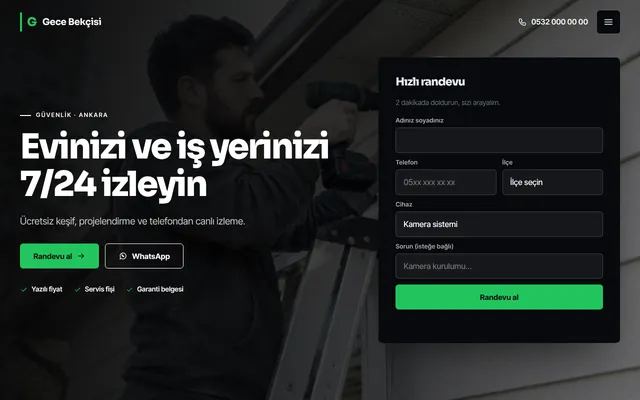 G Gece Bekçisi
0532 000 00 00
GÜVENLİK · ANKARA
Evinizi ve iş yerinizi
7/24 izleyin
Ücretsiz keşif, projelendirme ve telefondan canlı izleme.
Randevu al →
WhatsApp
Yazılı fiyat
Servis fişi
Garanti belgesi
Hızlı randevu
2 dakikada doldurun, sizi arayalım.
Adınız soyadınız
Telefon
İlçe
05xx xxx xx xx
İlçe seçin
Cihaz
Kamera sistemi
Sorun (isteğe bağlı)
Kamera kurulumu...
Randevu al